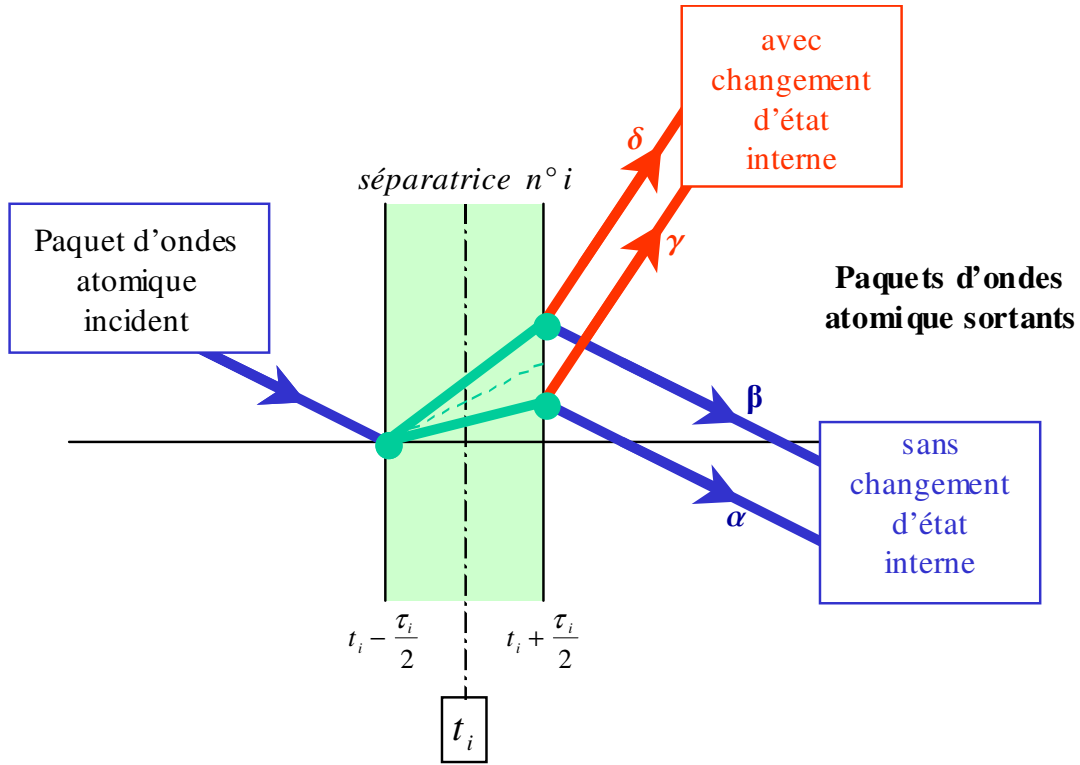 avec
changement
d'état
interne
δ
γ
séparatrice n° i
Paquet d'ondes
atomique
incident
Paquets d'ondes
atomique sortants
β
α
sans
changement
d'état
interne
t_i − τ_i/2
t_i + τ_i/2
t_i